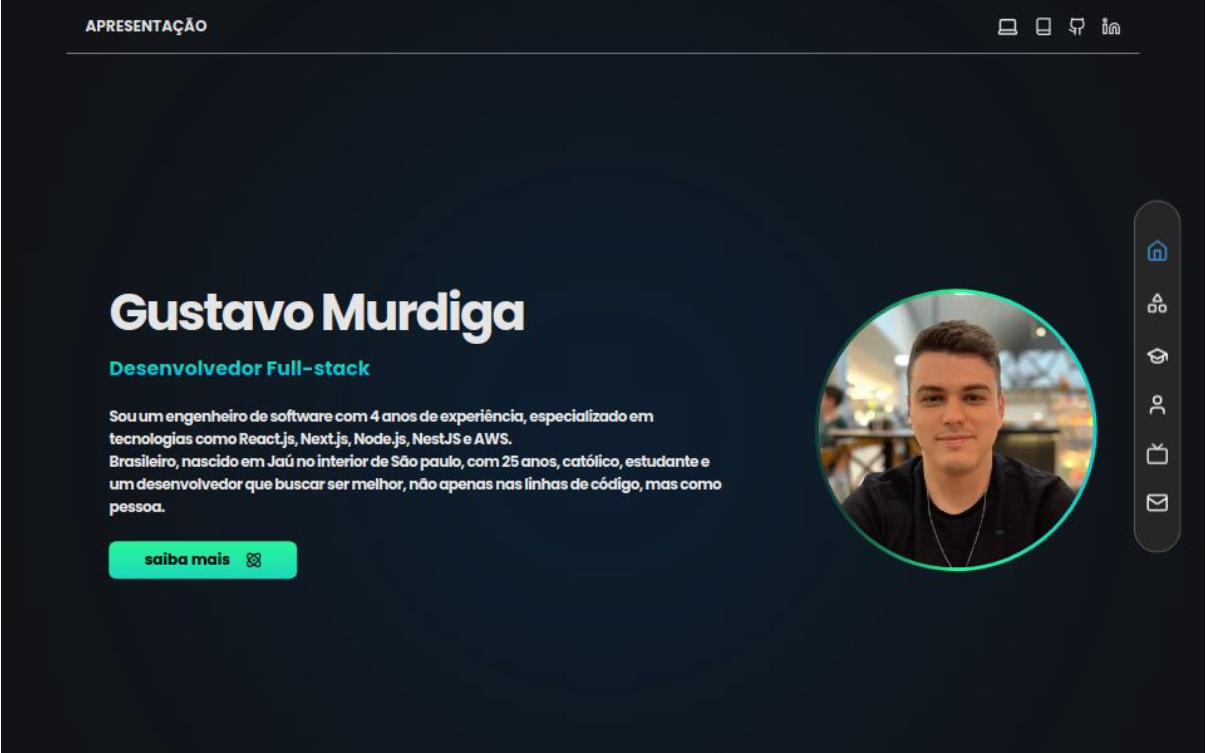 APRESENTAÇÃO
Gustavo Murdiga
Desenvolvedor Full-stack
Sou um engenheiro de software com 4 anos de experiência, especializado em
tecnologias como React.js, Next.js, Node.js, NestJS e AWS.
Brasileiro, nascido em Jaú no interior de São paulo, com 25 anos, católico, estudante e
um desenvolvedor que buscar ser melhor, não apenas nas linhas de código, mas como
pessoa.
saiba mais